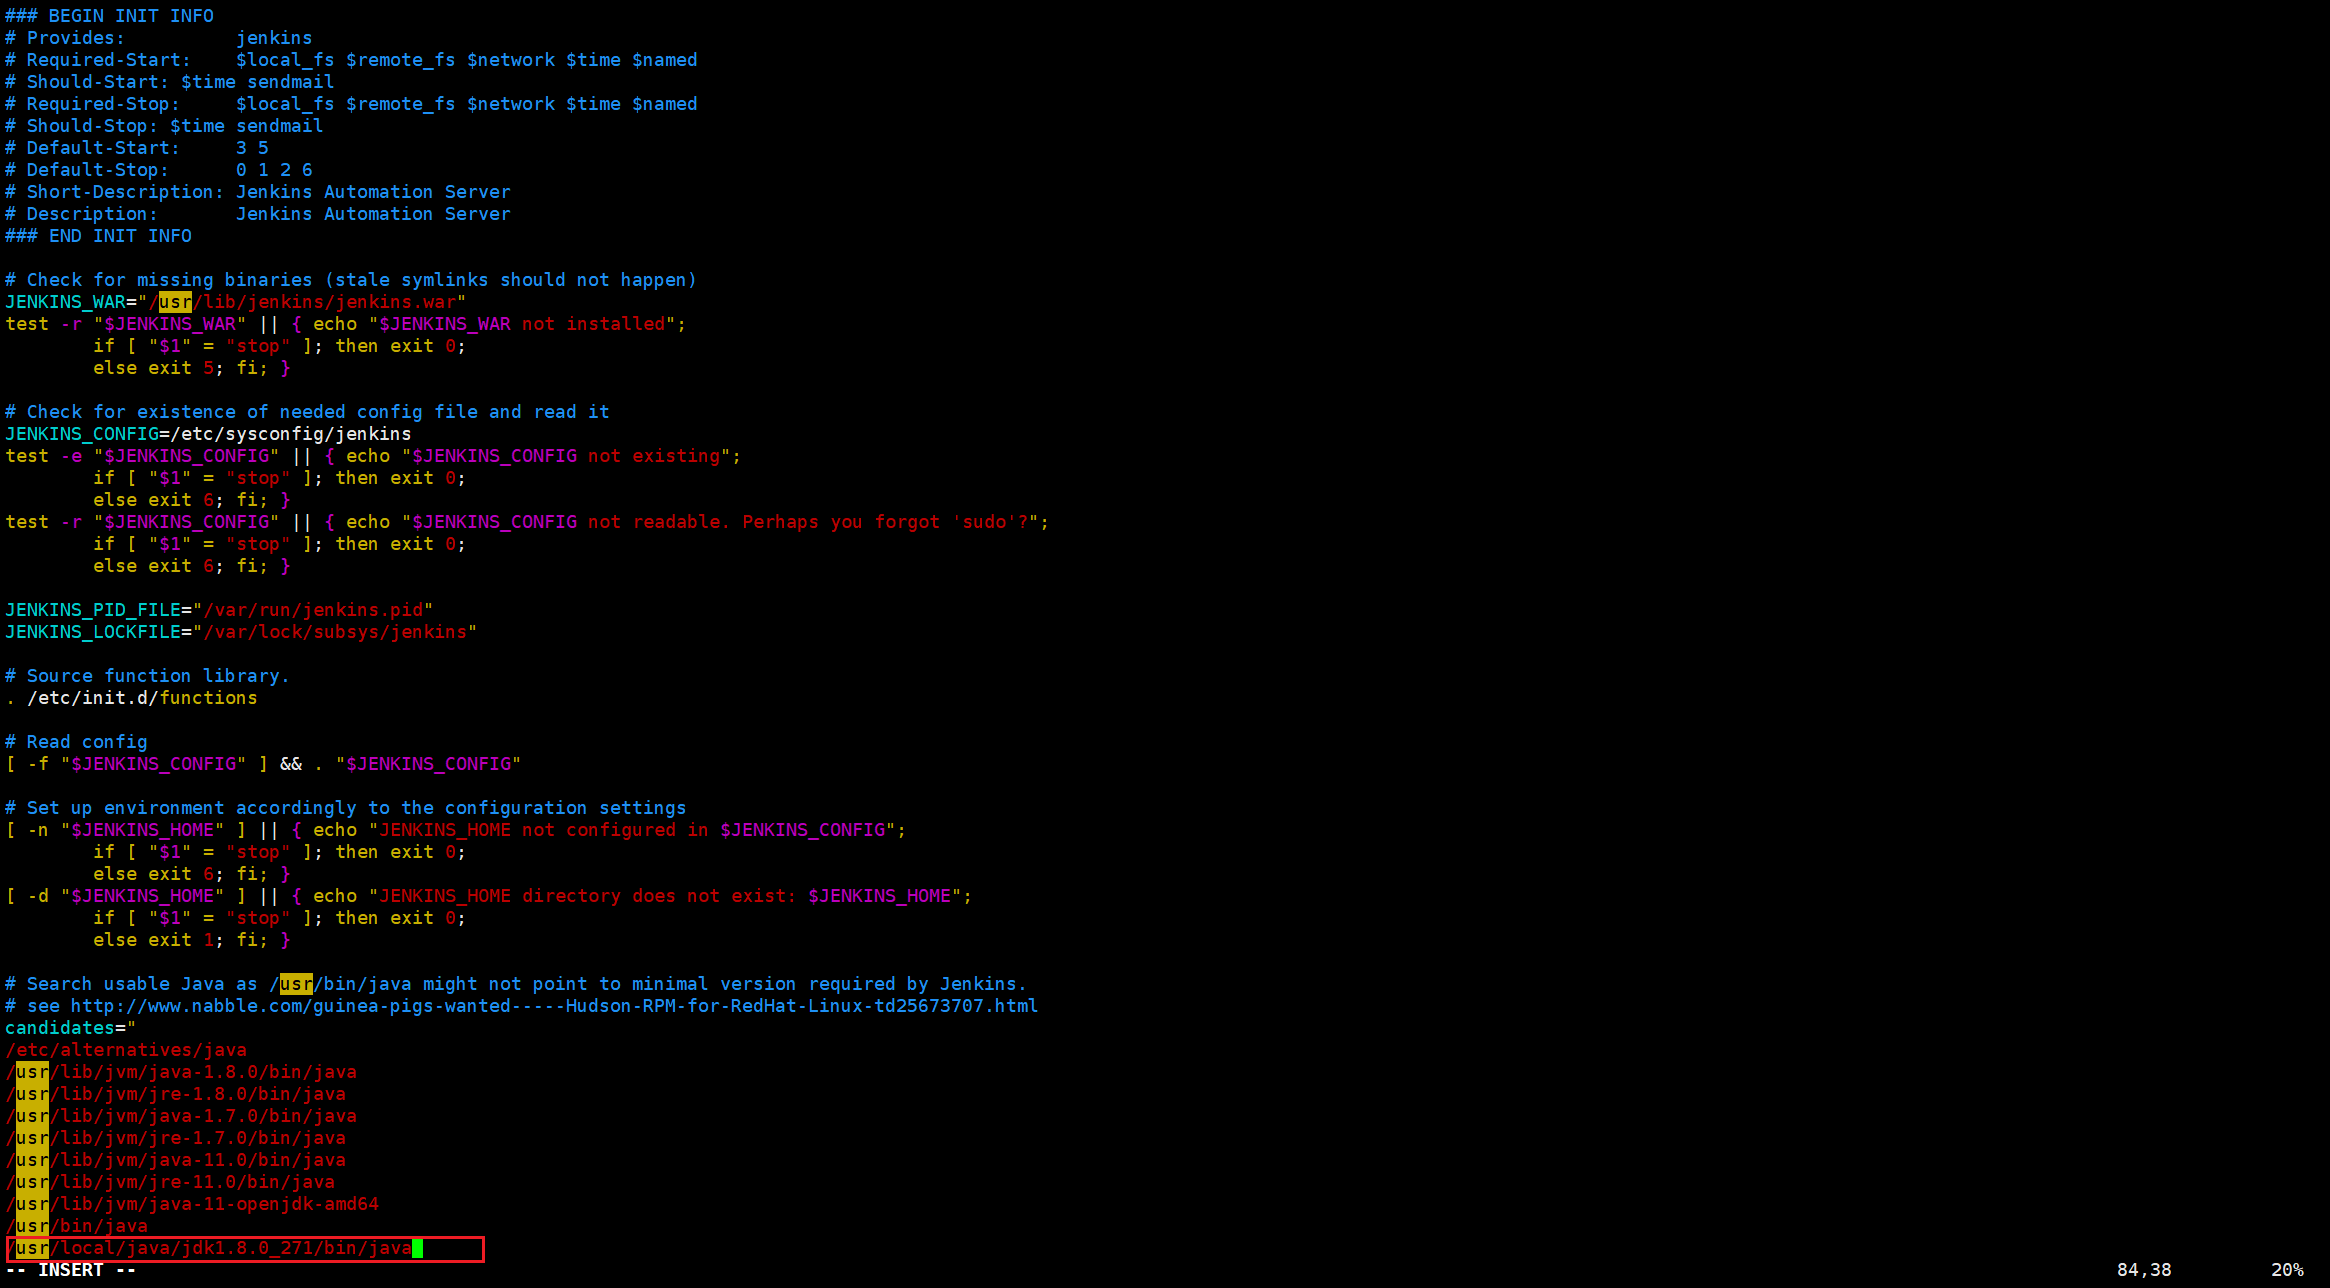 ### BEGIN INIT INFO
# Provides:          jenkins
# Required-Start:    $local_fs $remote_fs $network $time $named
# Should-Start: $time sendmail
# Required-Stop:     $local_fs $remote_fs $network $time $named
# Should-Stop: $time sendmail
# Default-Start:     3 5
# Default-Stop:      0 1 2 6
# Short-Description: Jenkins Automation Server
# Description:       Jenkins Automation Server
### END INIT INFO

# Check for missing binaries (stale symlinks should not happen)
JENKINS_WAR="/usr/lib/jenkins/jenkins.war"
test -r "$JENKINS_WAR" || { echo "$JENKINS_WAR not installed";
        if [ "$1" = "stop" ]; then exit 0;
        else exit 5; fi; }

# Check for existence of needed config file and read it
JENKINS_CONFIG=/etc/sysconfig/jenkins
test -e "$JENKINS_CONFIG" || { echo "$JENKINS_CONFIG not existing";
        if [ "$1" = "stop" ]; then exit 0;
        else exit 6; fi; }
test -r "$JENKINS_CONFIG" || { echo "$JENKINS_CONFIG not readable. Perhaps you forgot 'sudo'?";
        if [ "$1" = "stop" ]; then exit 0;
        else exit 6; fi; }

JENKINS_PID_FILE="/var/run/jenkins.pid"
JENKINS_LOCKFILE="/var/lock/subsys/jenkins"

# Source function library.
. /etc/init.d/functions

# Read config
[ -f "$JENKINS_CONFIG" ] && . "$JENKINS_CONFIG"

# Set up environment accordingly to the configuration settings
[ -n "$JENKINS_HOME" ] || { echo "JENKINS_HOME not configured in $JENKINS_CONFIG";
        if [ "$1" = "stop" ]; then exit 0;
        else exit 6; fi; }
[ -d "$JENKINS_HOME" ] || { echo "JENKINS_HOME directory does not exist: $JENKINS_HOME";
        if [ "$1" = "stop" ]; then exit 0;
        else exit 1; fi; }

# Search usable Java as /usr/bin/java might not point to minimal version required by Jenkins.
# see http://www.nabble.com/guinea-pigs-wanted-----Hudson-RPM-for-RedHat-Linux-td25673707.html
candidates="
/etc/alternatives/java
/usr/lib/jvm/java-1.8.0/bin/java
/usr/lib/jvm/jre-1.8.0/bin/java
/usr/lib/jvm/java-1.7.0/bin/java
/usr/lib/jvm/jre-1.7.0/bin/java
/usr/lib/jvm/java-11.0/bin/java
/usr/lib/jvm/jre-11.0/bin/java
/usr/lib/jvm/java-11-openjdk-amd64
/usr/bin/java
/usr/local/java/jdk1.8.0_271/bin/java
-- INSERT --                    84,38         20%